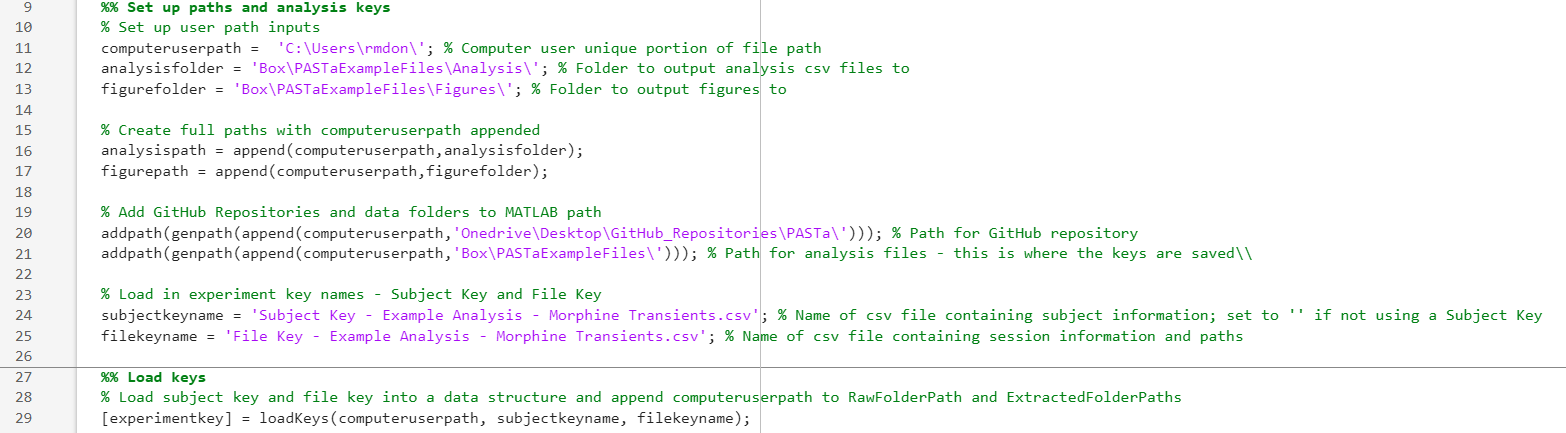 9 %% Set up paths and analysis keys
10 % Set up user path inputs
11 computeruserpath =  'C:\Users\rmdon\'; % Computer user unique portion of file path
12 analysisfolder = 'Box\PASTaExampleFiles\Analysis\'; % Folder to output analysis csv files to
13 figurefolder = 'Box\PASTaExampleFiles\Figures\'; % Folder to output figures to
14
15 % Create full paths with computeruserpath appended
16 analysispath = append(computeruserpath,analysisfolder);
17 figurepath = append(computeruserpath,figurefolder);
18
19 % Add GitHub Repositories and data folders to MATLAB path
20 addpath(genpath(append(computeruserpath,'Onedrive\Desktop\GitHub_Repositories\PASTa\'))); % Path for GitHub repository
21 addpath(genpath(append(computeruserpath,'Box\PASTaExampleFiles\'))); % Path for analysis files - this is where the keys are saved\\
22
23 % Load in experiment key names - Subject Key and File Key
24 subjectkeyname = 'Subject Key - Example Analysis - Morphine Transients.csv'; % Name of csv file containing subject information; set to '' if not using a Subject Key
25 filekeyname = 'File Key - Example Analysis - Morphine Transients.csv'; % Name of csv file containing session information and paths
26
27 %% Load keys
28 % Load subject key and file key into a data structure and append computeruserpath to RawFolderPath and ExtractedFolderPaths
29 [experimentkey] = loadKeys(computeruserpath, subjectkeyname, filekeyname);